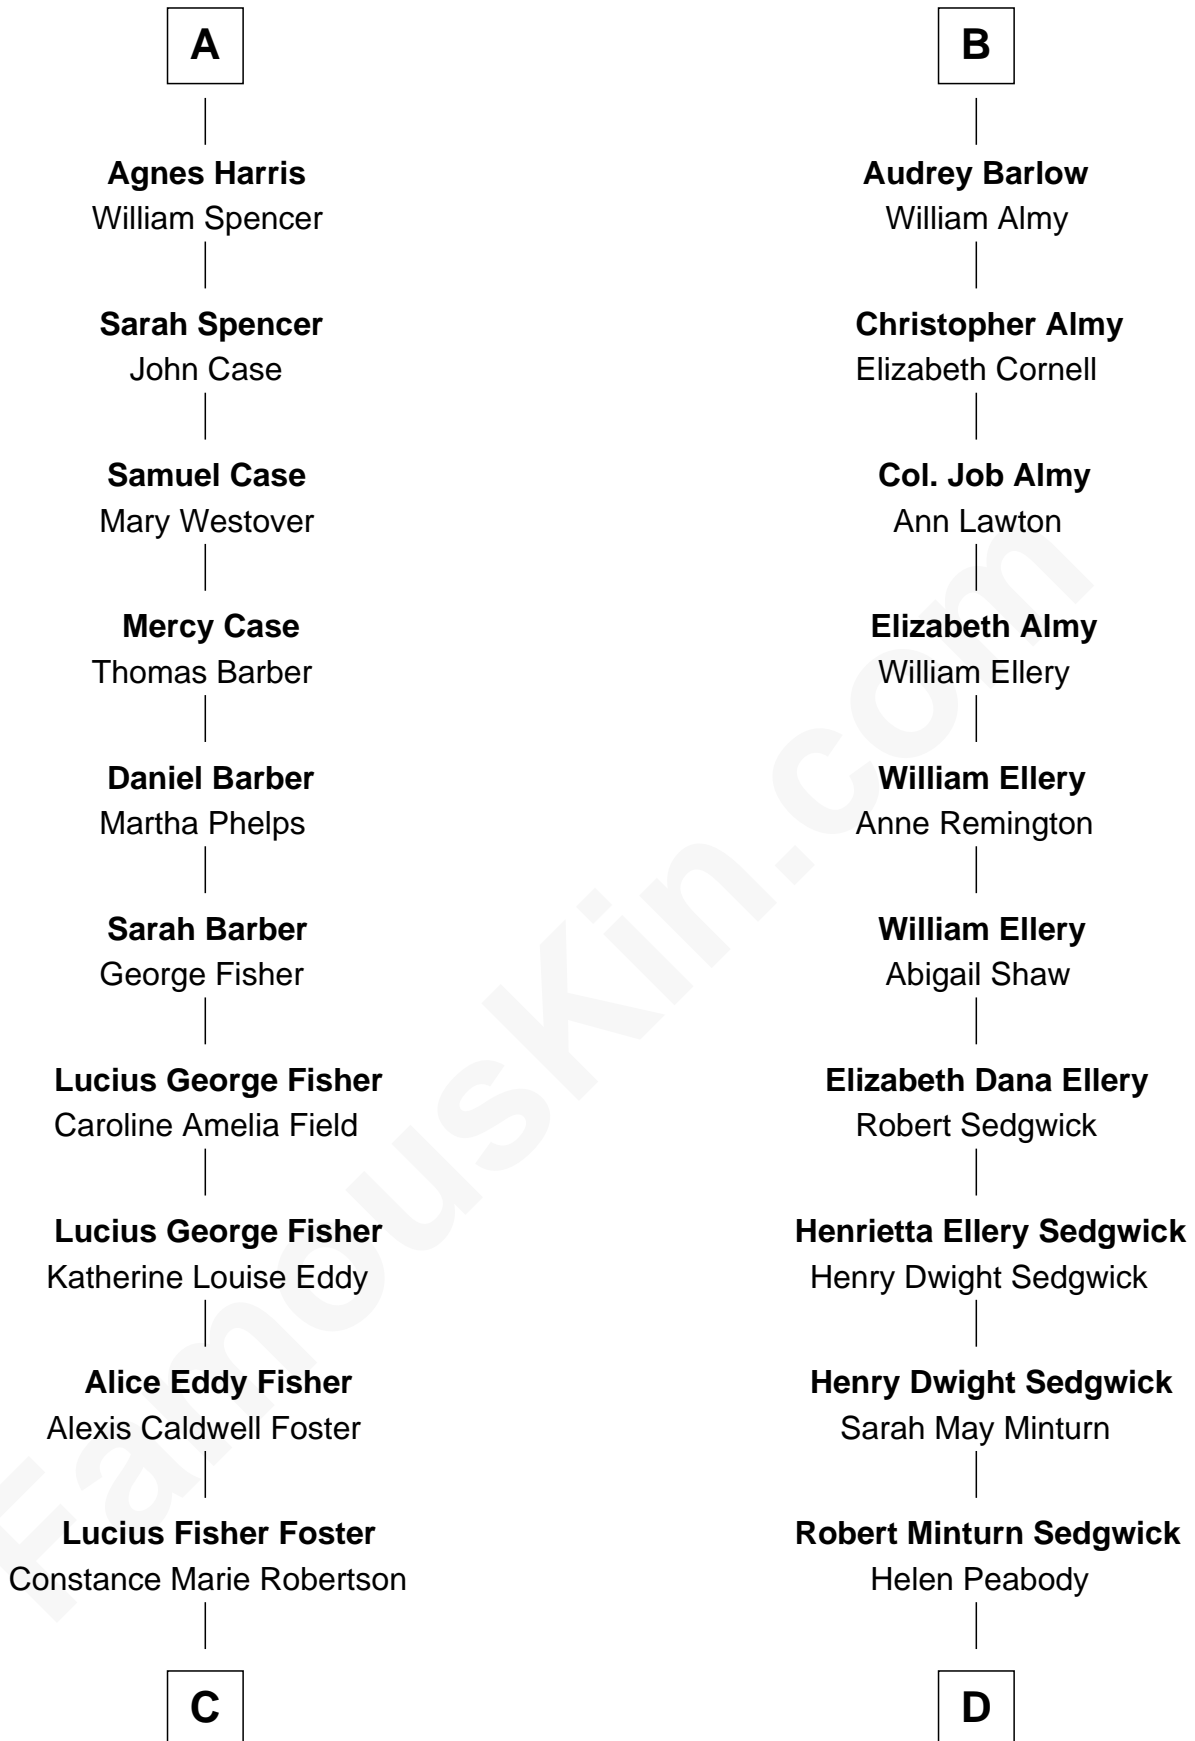 A
Agnes Harris
William Spencer
Sarah Spencer
John Case
Samuel Case
Mary Westover
Mercy Case
Thomas Barber
Daniel Barber
Martha Phelps
Sarah Barber
George Fisher
Lucius George Fisher
Caroline Amelia Field
Lucius George Fisher
Katherine Louise Eddy
Alice Eddy Fisher
Alexis Caldwell Foster
Lucius Fisher Foster
Constance Marie Robertson
C
B
Audrey Barlow
William Almy
Christopher Almy
Elizabeth Cornell
Col. Job Almy
Ann Lawton
Elizabeth Almy
William Ellery
William Ellery
Anne Remington
William Ellery
Abigail Shaw
Elizabeth Dana Ellery
Robert Sedgwick
Henrietta Ellery Sedgwick
Henry Dwight Sedgwick
Henry Dwight Sedgwick
Sarah May Minturn
Robert Minturn Sedgwick
Helen Peabody
D
FamousKin.com